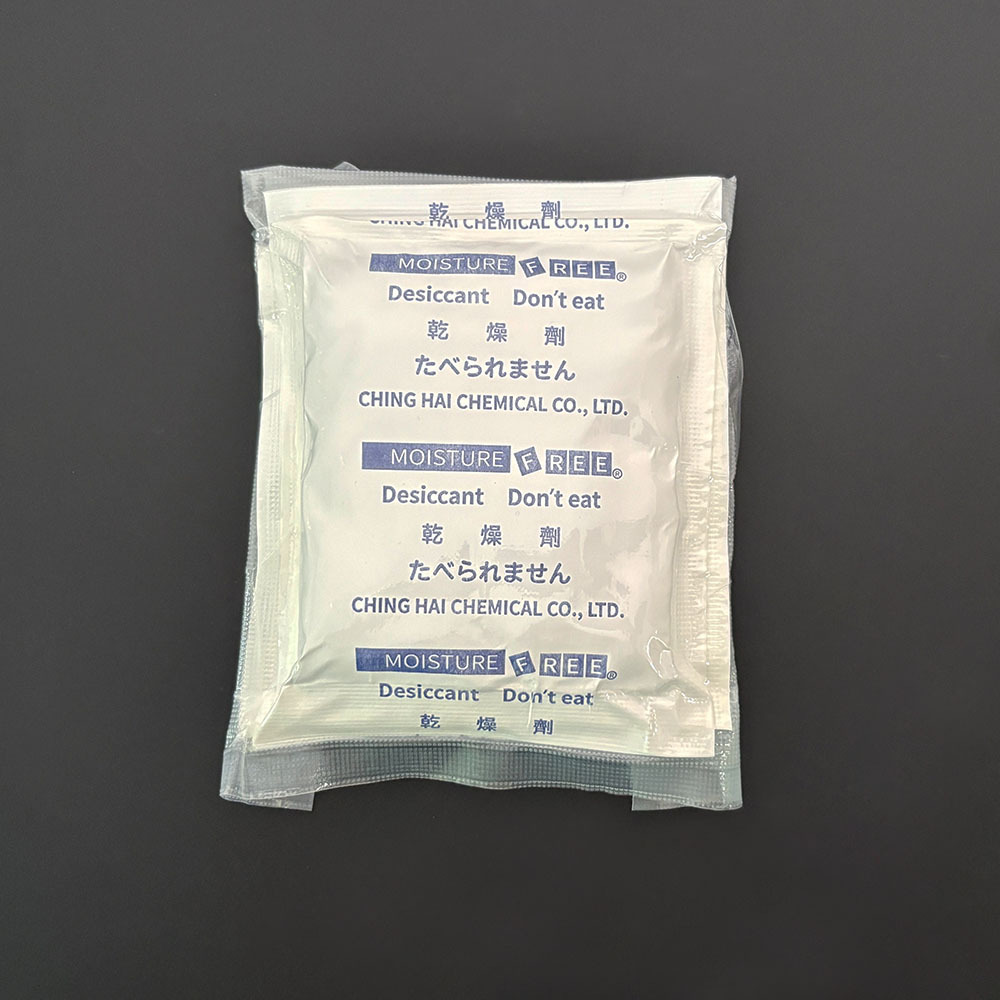 乾 燥 劑
CHING HAI CHEMICAL CO., LTD.
MOISTURE FREE®
Desiccant Don't eat
乾 燥 劑
たべられません
CHING HAI CHEMICAL CO., LTD.
MOISTURE FREE®
Desiccant Don't eat
乾 燥 劑
たべられません
CHING HAI CHEMICAL CO., LTD.
MOISTURE FREE®
Desiccant Don't eat
乾 燥 劑